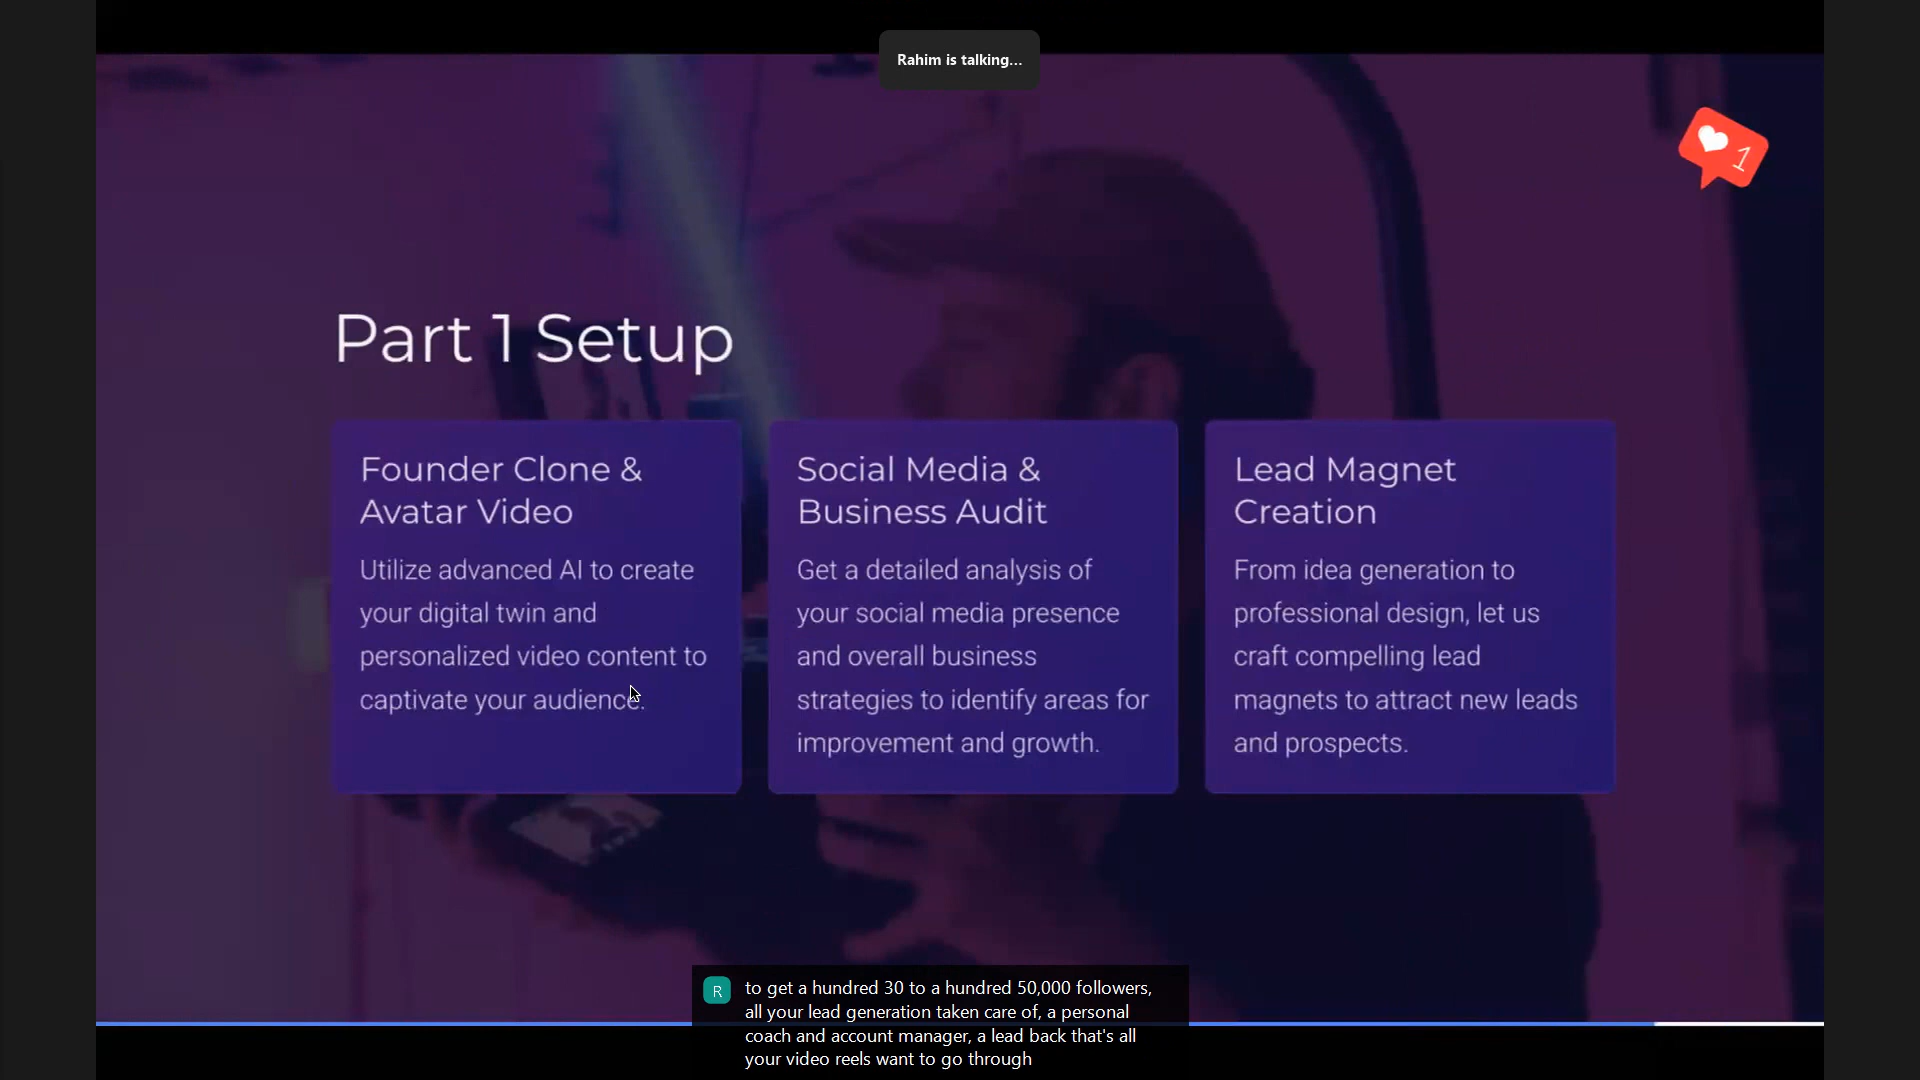 Rahim is talking...
1
Part 1 Setup
Founder Clone &
Avatar Video
Utilize advanced AI to create
your digital twin and
personalized video content to
captivate your audience.
Social Media &
Business Audit
Get a detailed analysis of
your social media presence
and overall business
strategies to identify areas for
improvement and growth.
Lead Magnet
Creation
From idea generation to
professional design, let us
craft compelling lead
magnets to attract new leads
and prospects.
R
to get a hundred 30 to a hundred 50,000 followers,
all your lead generation taken care of, a personal
coach and account manager, a lead back that's all
your video reels want to go through